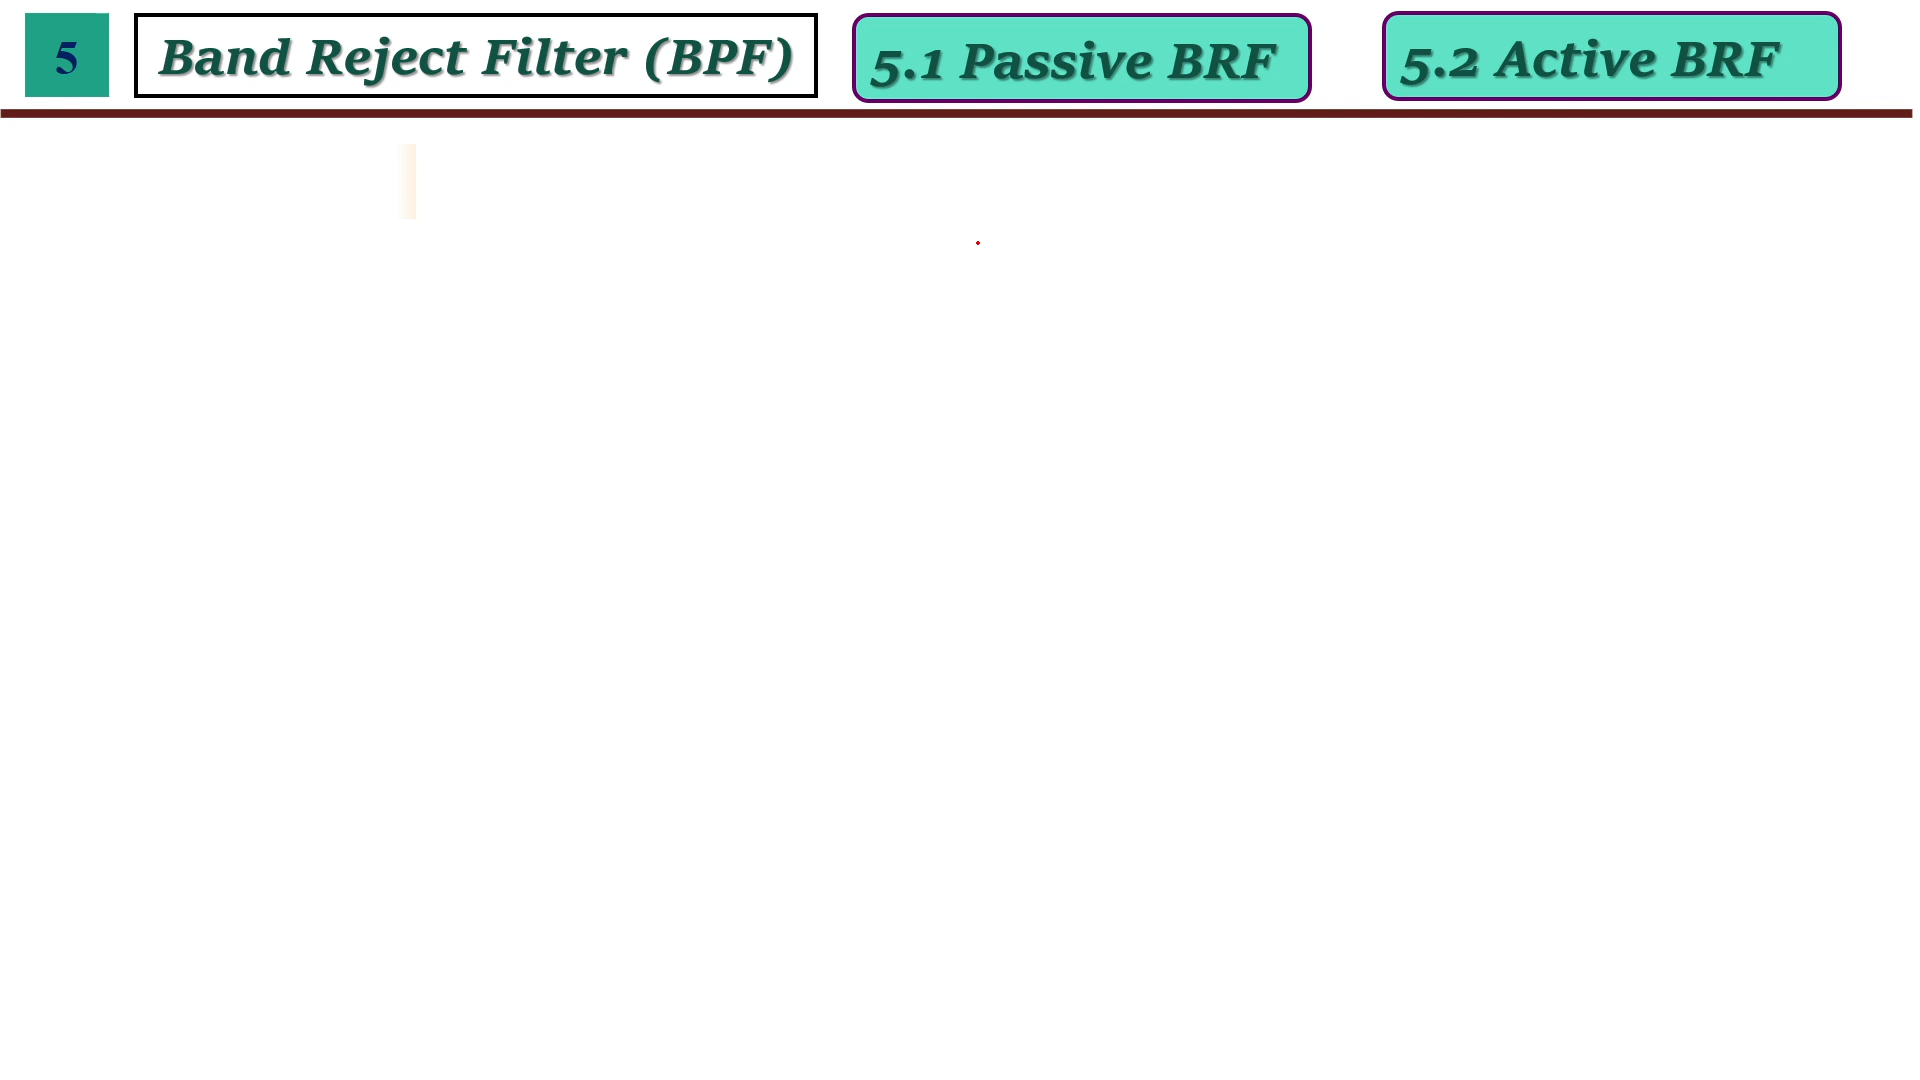 5
Band Reject Filter (BPF)
5.1 Passive BRF
5.2 Active BRF